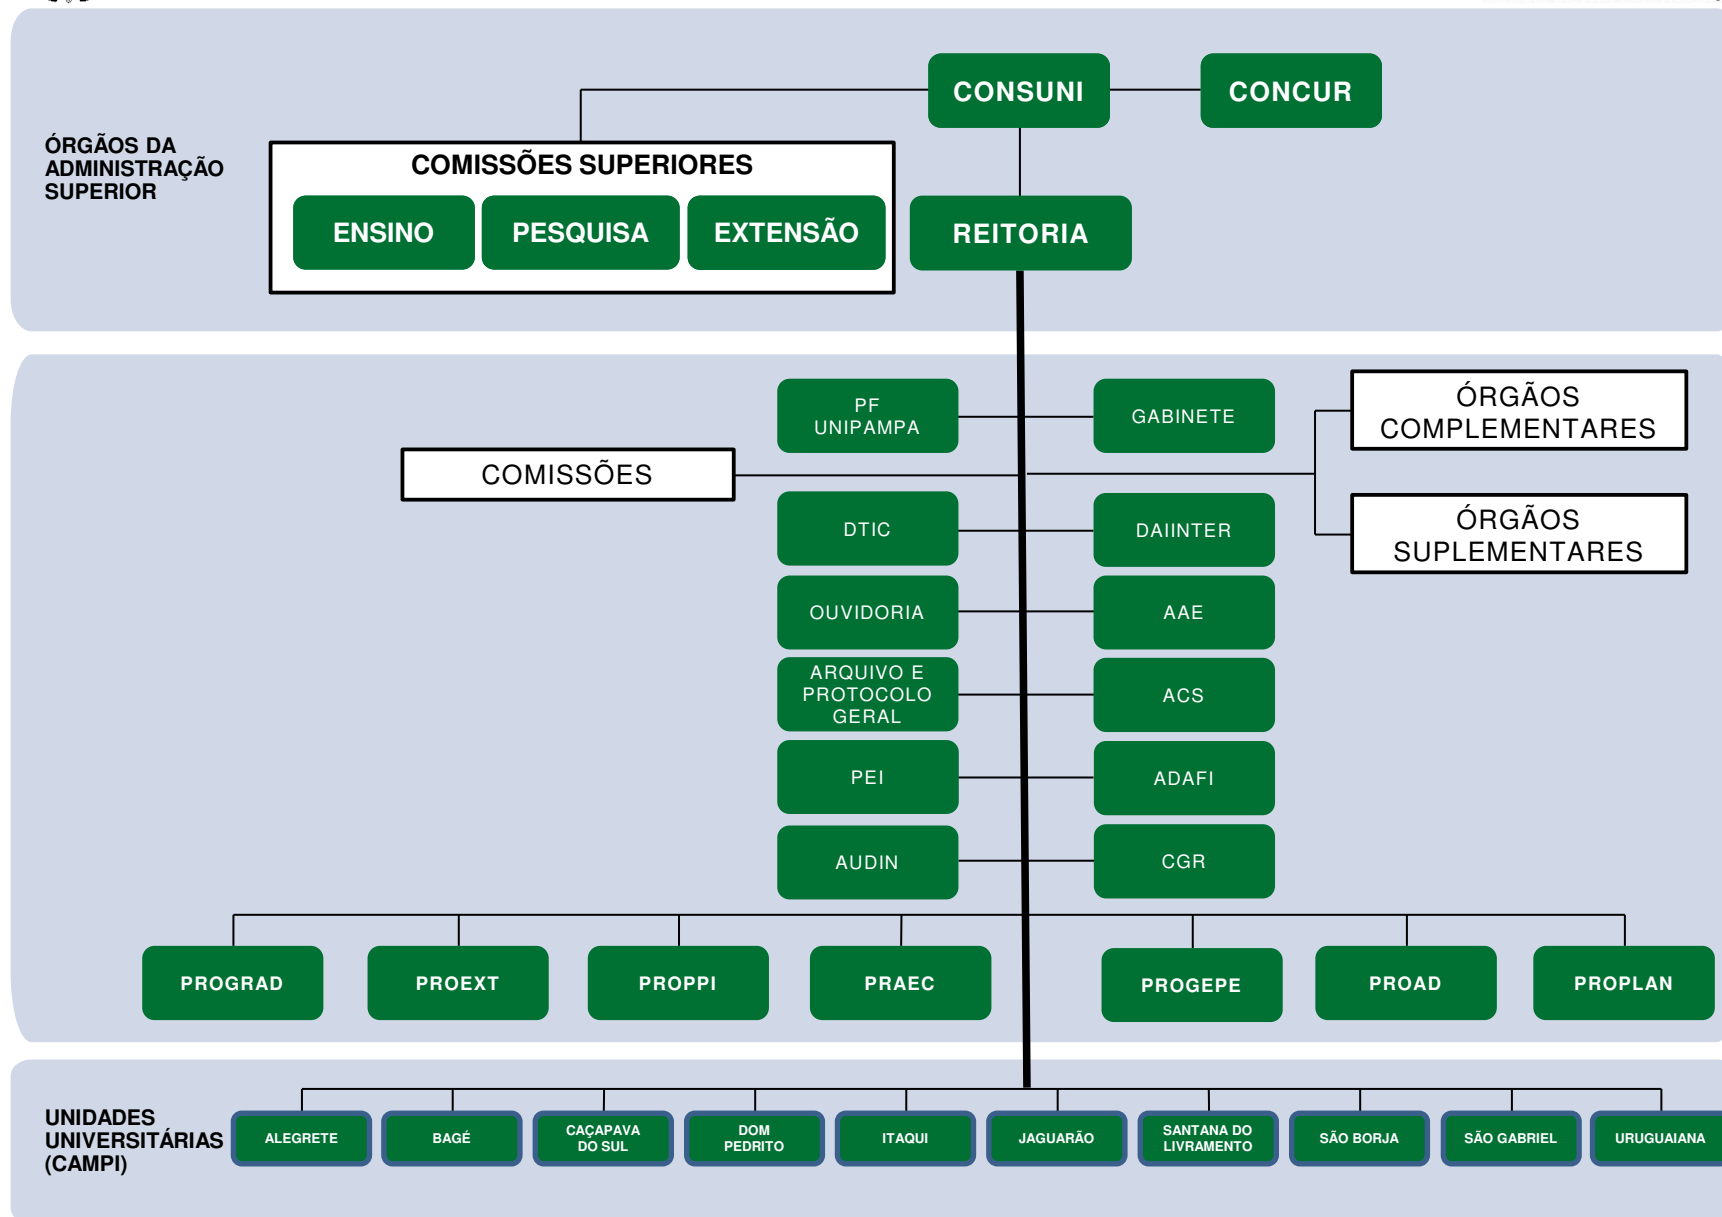 CONSUNI
CONCUR
ÓRGÃOS DA
ADMINISTRAÇÃO
SUPERIOR
COMISSÕES SUPERIORES
ENSINO
PESQUISA
EXTENSÃO
REITORIA
PF
UNIPAMPA
GABINETE
ÓRGÃOS
COMPLEMENTARES
COMISSÕES
DTIC
DAIINTER
ÓRGÃOS
SUPLEMENTARES
OUVIDORIA
AAE
ARQUIVO E
PROTOCOLO
GERAL
ACS
PEI
ADAFI
AUDIN
CGR
PROGRAD
PROEXT
PROPPI
PRAEC
PROGEPE
PROAD
PROPLAN
UNIDADES
UNIVERSITÁRIAS
(CAMPI)
ALEGRETE
BAGÉ
CAÇAPAVA
DO SUL
DOM
PEDRITO
ITAQUI
JAGUARÃO
SANTANA DO
LIVRAMENTO
SÃO BORJA
SÃO GABRIEL
URUGUAIANA